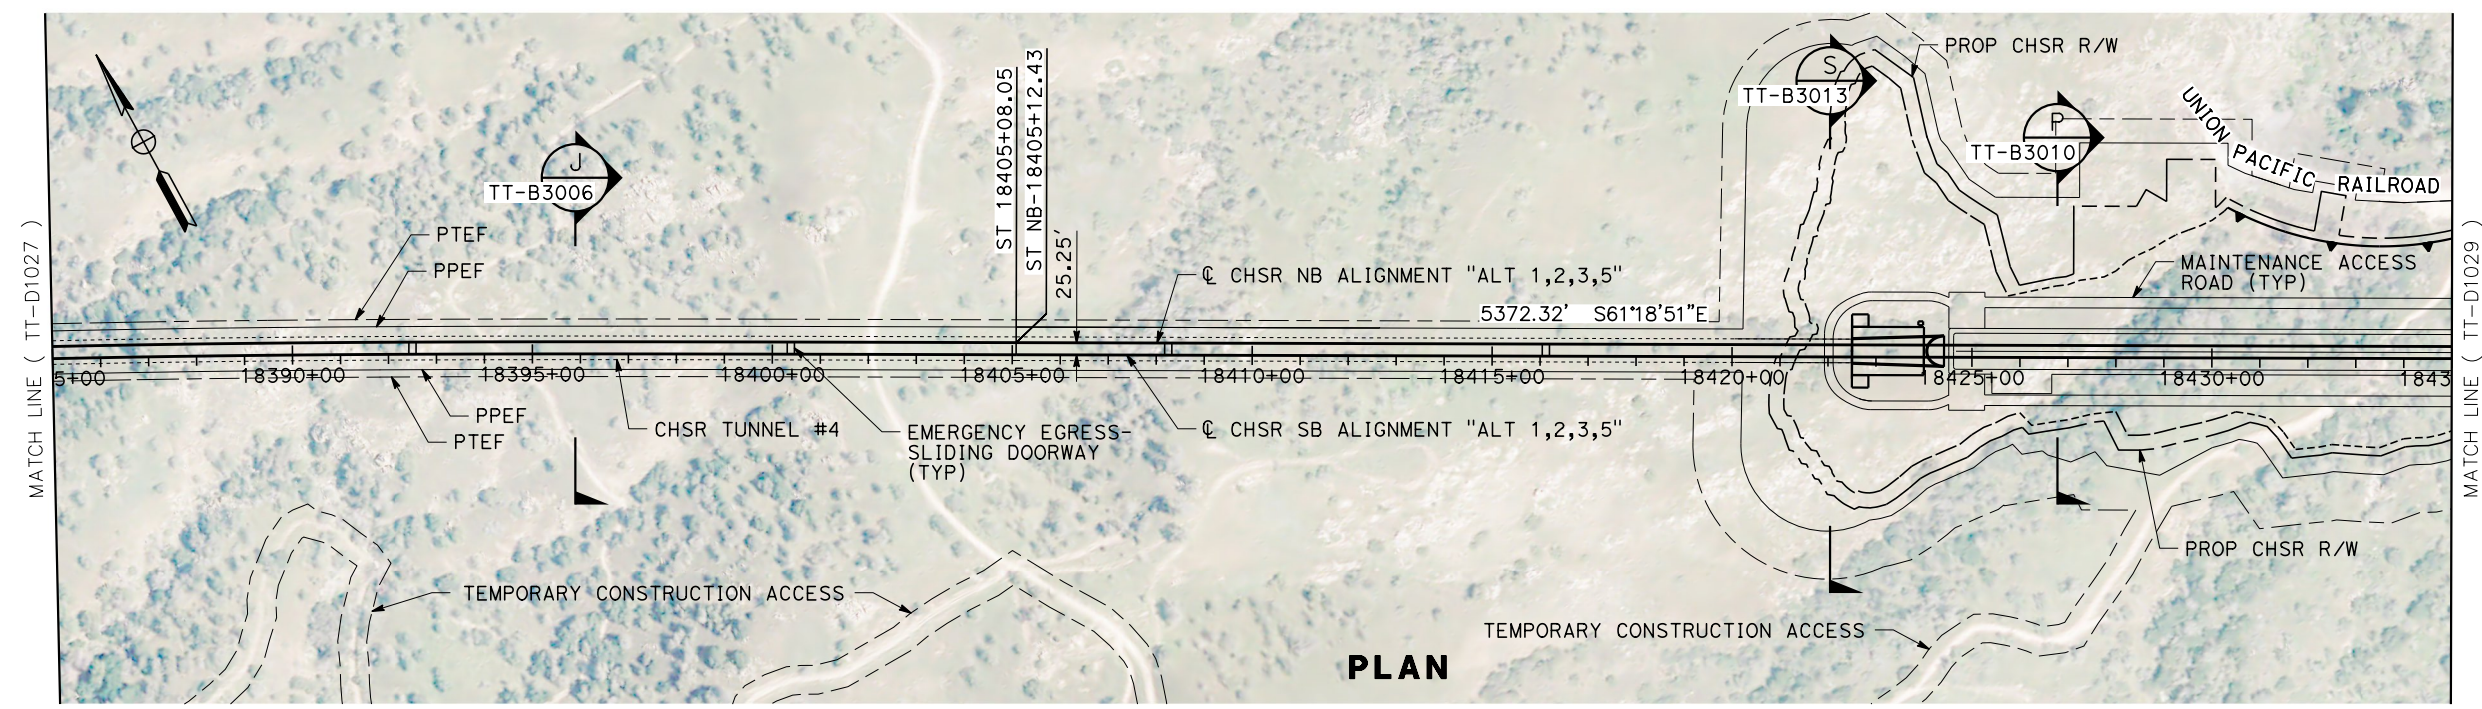 PROP CHSR R/W
S
TT-B3013
P
TT-B3010
UNION PACIFIC RAILROAD
ST 18405+08.05
ST NB-18405+12.43
25.25'
J
TT-B3006
MATCH LINE ( TT-D1027 )
MATCH LINE ( TT-D1029 )
PTEF
PPEF
℄ CHSR NB ALIGNMENT "ALT 1,2,3,5"
5372.32' S61°18'51"E
MAINTENANCE ACCESS
ROAD (TYP)
5+00
18390+00
18395+00
18400+00
18405+00
18410+00
18415+00
18420+00
18425+00
18430+00
1843
PPEF
PTEF
CHSR TUNNEL #4
EMERGENCY EGRESS-
SLIDING DOORWAY
(TYP)
℄ CHSR SB ALIGNMENT "ALT 1,2,3,5"
PROP CHSR R/W
TEMPORARY CONSTRUCTION ACCESS
TEMPORARY CONSTRUCTION ACCESS
PLAN